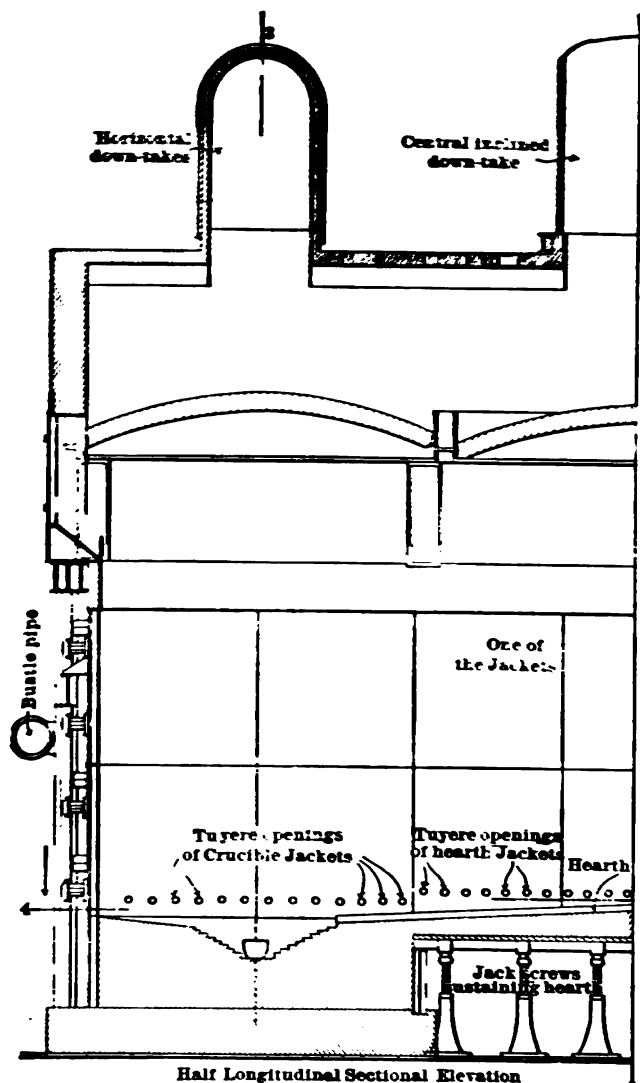 3
Horizontal
down-takes
Central inclined
down-take
Bustle pipe
One of
the Jackets
Tuyere openings
of Crucible Jackets
Tuyere openings
of hearth Jackets
Hearth
4
Jack screws
sustaining hearth
Half Longitudinal Sectional Elevation